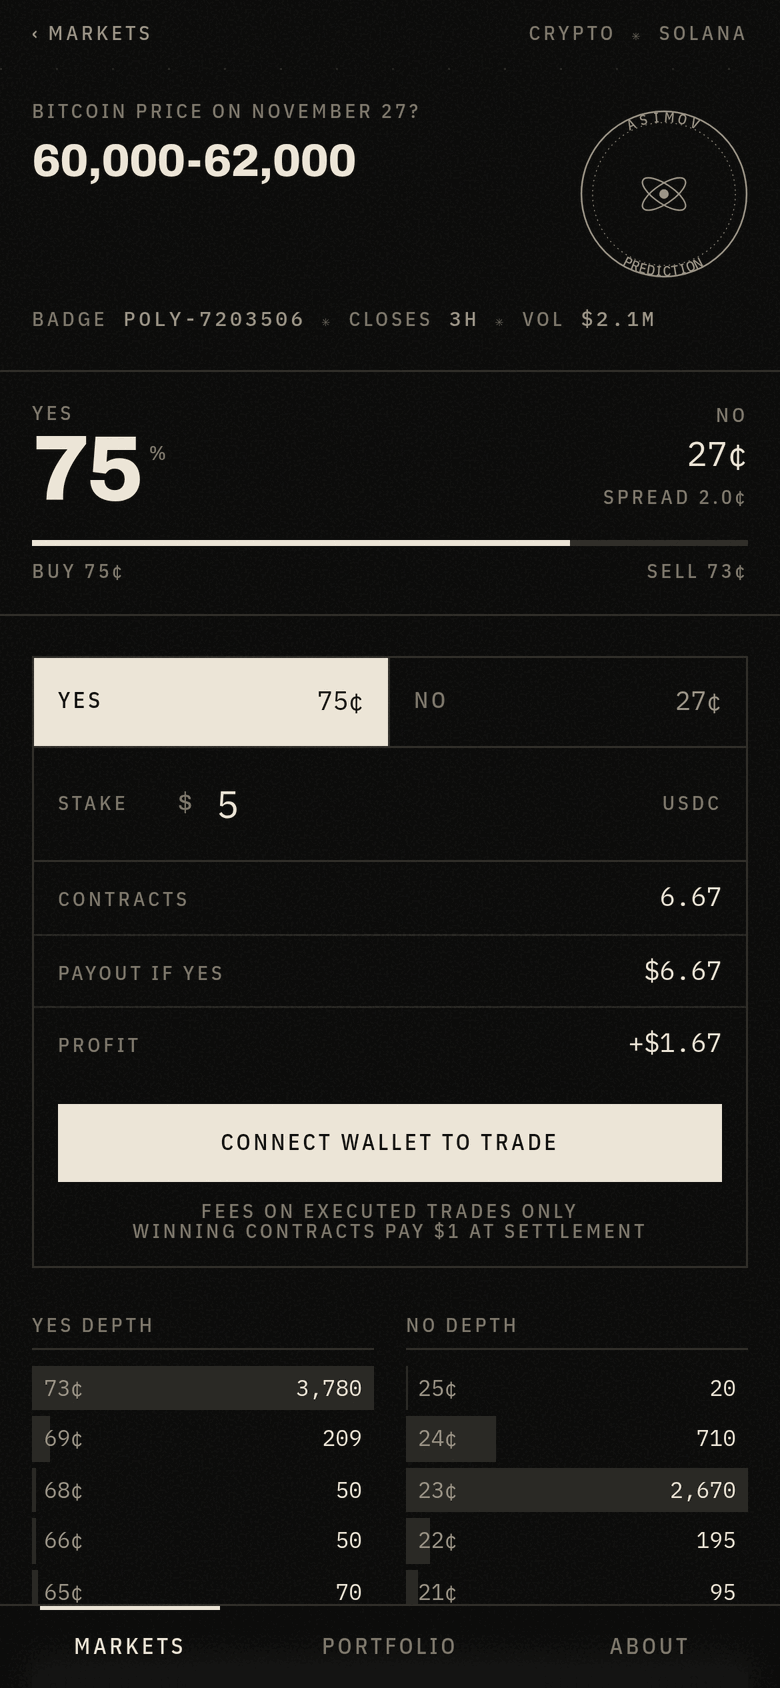 ‹ MARKETS CRYPTO ✳ SOLANA
BITCOIN PRICE ON NOVEMBER 27?
60,000-62,000
ASIMOV
PREDICTION
BADGE POLY-7203506 ✳ CLOSES 3H ✳ VOL $2.1M
YES NO
75 % 27¢
SPREAD 2.0¢
BUY 75¢ SELL 73¢
YES 75¢ NO 27¢
STAKE $ 5 USDC
CONTRACTS 6.67
PAYOUT IF YES $6.67
PROFIT +$1.67
CONNECT WALLET TO TRADE
FEES ON EXECUTED TRADES ONLY
WINNING CONTRACTS PAY $1 AT SETTLEMENT
YES DEPTH NO DEPTH
73¢ 3,780 25¢ 20
69¢ 209 24¢ 710
68¢ 50 23¢ 2,670
66¢ 50 22¢ 195
65¢ 70 21¢ 95
MARKETS PORTFOLIO ABOUT